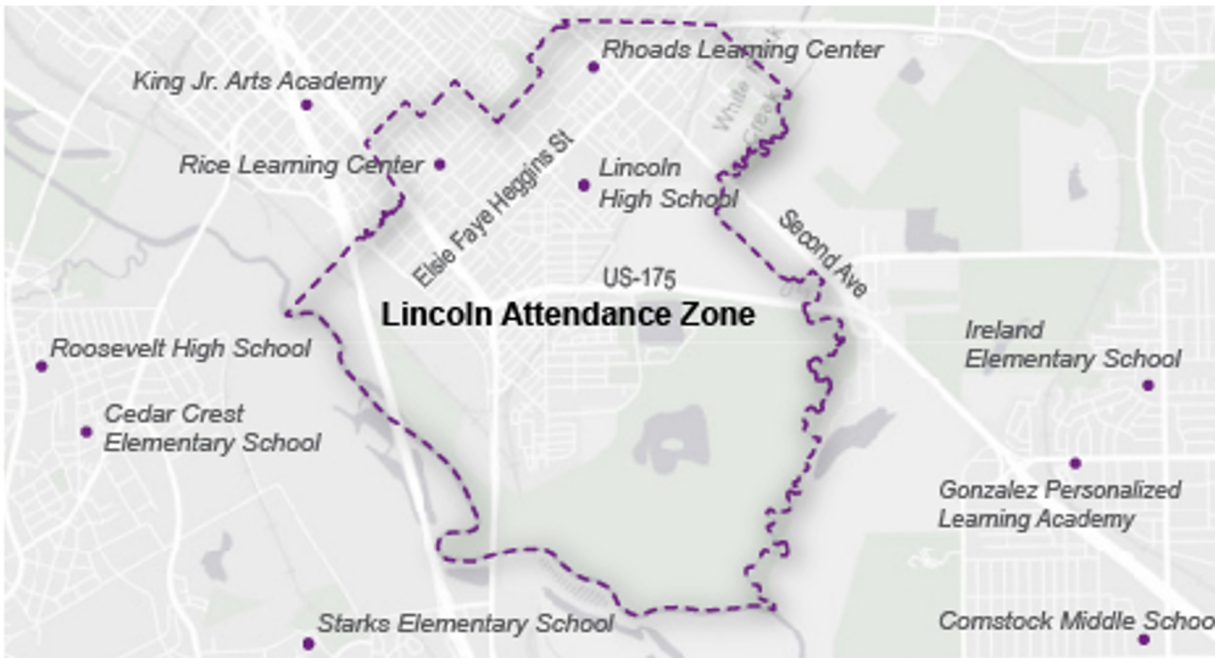 Rhoads Learning Center
King Jr. Arts Academy
White Rock
Creek
Rice Learning Center
Elsie Faye Heggins St
Lincoln
High School
Second Ave
US-175
Lincoln Attendance Zone
Roosevelt High School
Ireland
Elementary School
Cedar Crest
Elementary School
Gonzalez Personalized
Learning Academy
Starks Elementary School
Comstock Middle Schoo